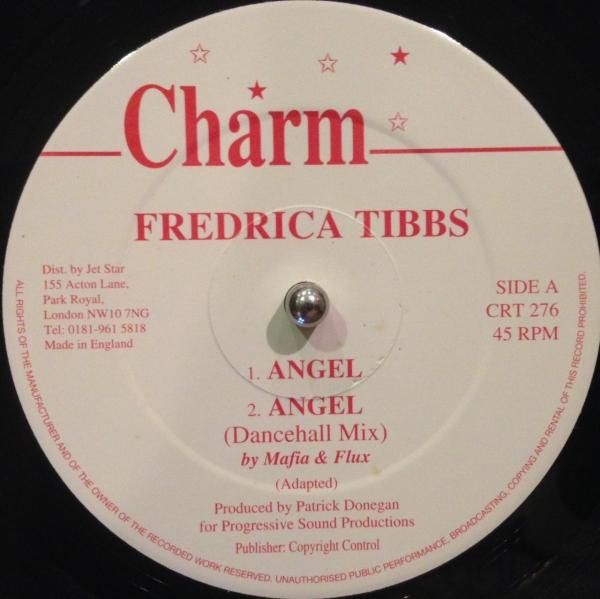 Charm
FREDRICA TIBBS
Dist. by Jet Star
155 Acton Lane,
Park Royal,
London NW10 7NG
Tel: 0181-961 5818
Made in England
SIDE A
CRT 276
45 RPM
1. ANGEL
2. ANGEL
(Dancehall Mix)
by Mafia & Flux
(Adapted)
Produced by Patrick Donegan
for Progressive Sound Productions
Publisher: Copyright Control
ALL RIGHTS OF THE MANUFACTURER AND OF THE OWNER OF THE RECORDED WORK RESERVED. UNAUTHORISED PUBLIC PERFORMANCE, BROADCASTING, COPYING AND RENTAL OF THIS RECORD PROHIBITED.